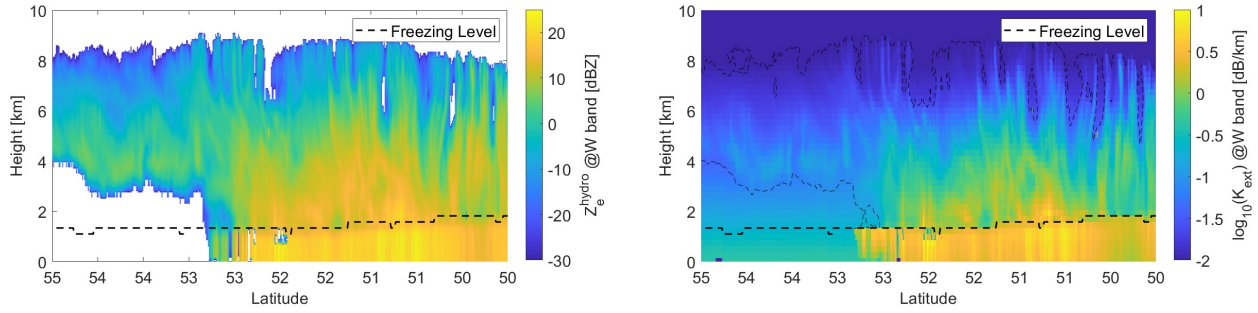 10
8
6
4
2
0
Height [km]
55 54 54 53 53 52 52 51 51 50 50
Latitude
Freezing Level
20
10
0
-10
-20
-30
Z_e^hydro @W band [dBZ]
10
8
6
4
2
0
Height [km]
55 54 54 53 53 52 52 51 51 50 50
Latitude
Freezing Level
1
0.5
0
-0.5
-1
-1.5
-2
log_10(K_ext) @W band [dB/km]